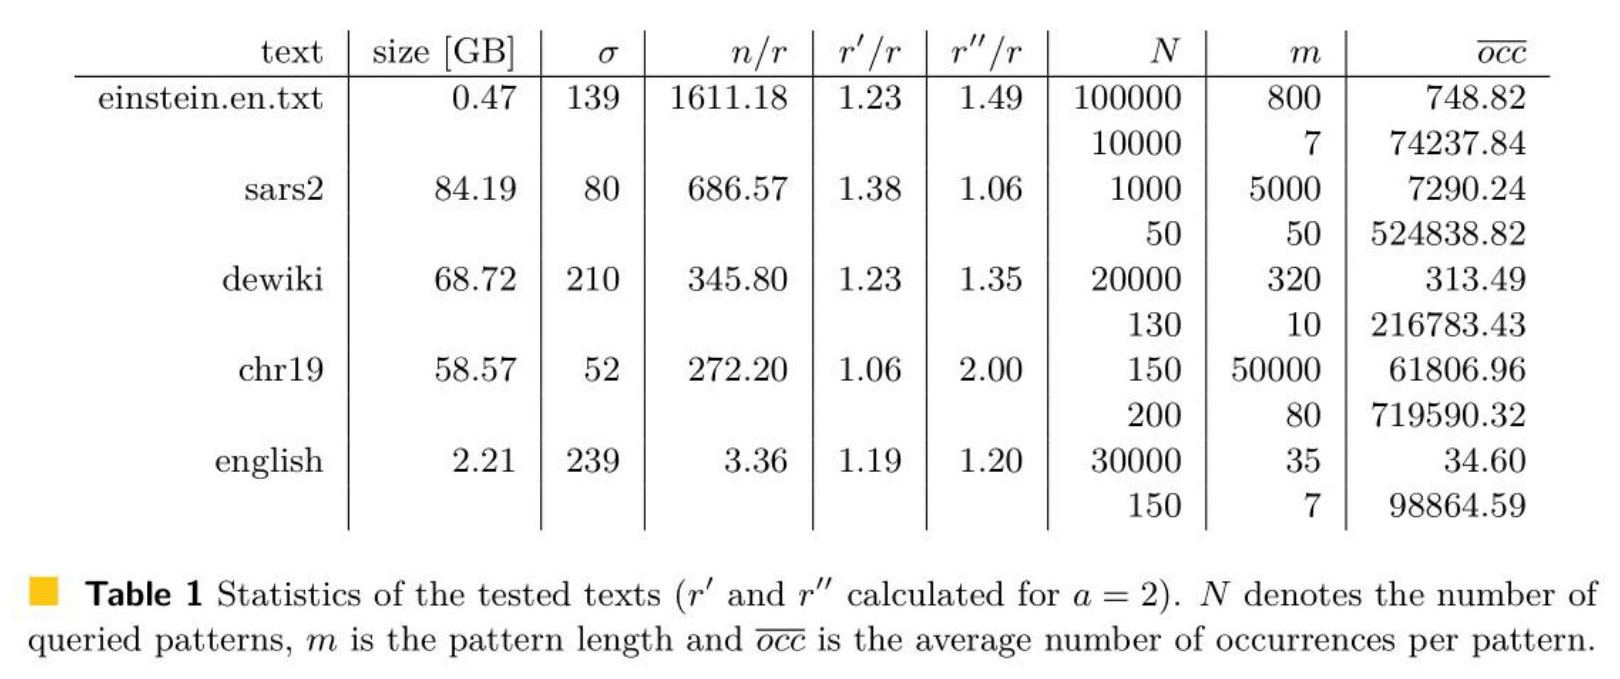 text size [GB] σ n/r r′/r r″/r N m occ
einstein.en.txt 0.47 139 1611.18 1.23 1.49 100000 800 748.82
10000 7 74237.84
sars2 84.19 80 686.57 1.38 1.06 1000 5000 7290.24
50 50 524838.82
dewiki 68.72 210 345.80 1.23 1.35 20000 320 313.49
130 10 216783.43
chr19 58.57 52 272.20 1.06 2.00 150 50000 61806.96
200 80 719590.32
english 2.21 239 3.36 1.19 1.20 30000 35 34.60
150 7 98864.59
Table 1 Statistics of the tested texts (r′ and r″ calculated for a = 2). N denotes the number of
queried patterns, m is the pattern length and occ is the average number of occurrences per pattern.